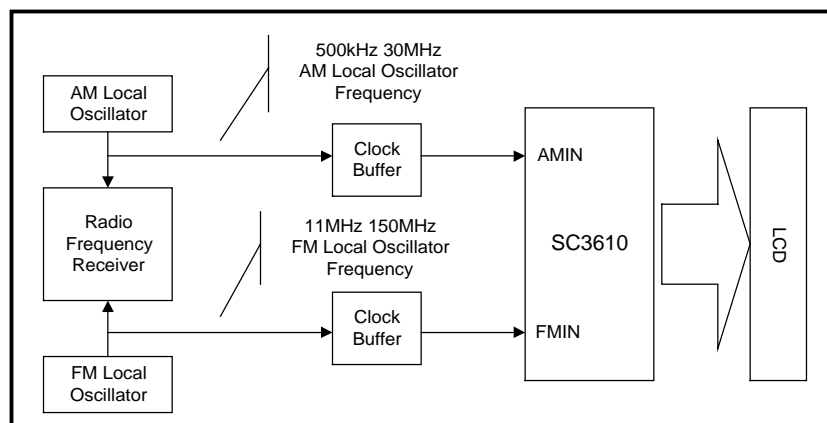 500kHz 30MHz
AM Local Oscillator
Frequency
AM Local
Oscillator
Clock
Buffer
AMIN
Radio
Frequency
Receiver
11MHz 150MHz
FM Local Oscillator
Frequency
SC3610
LCD
Clock
Buffer
FMIN
FM Local
Oscillator